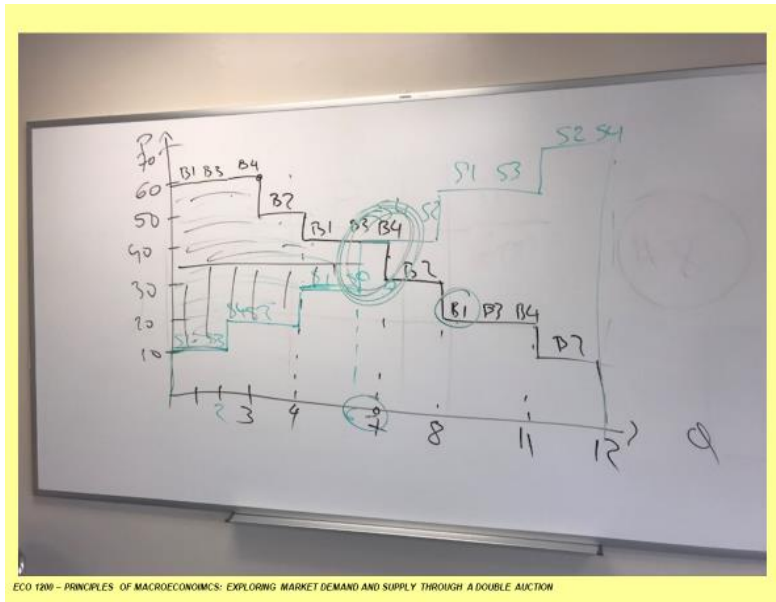 P
70
S2 S4
60
B1 B3 B4
S1 S3
50
B2
S2
40
B1 B3 B4
30
B2
20
B1 B3 B4
10
B2
2 3 4 7 8 11 12
Q
ECO 1200 – PRINCIPLES OF MACROECONOIMCS: EXPLORING MARKET DEMAND AND SUPPLY THROUGH A DOUBLE AUCTION